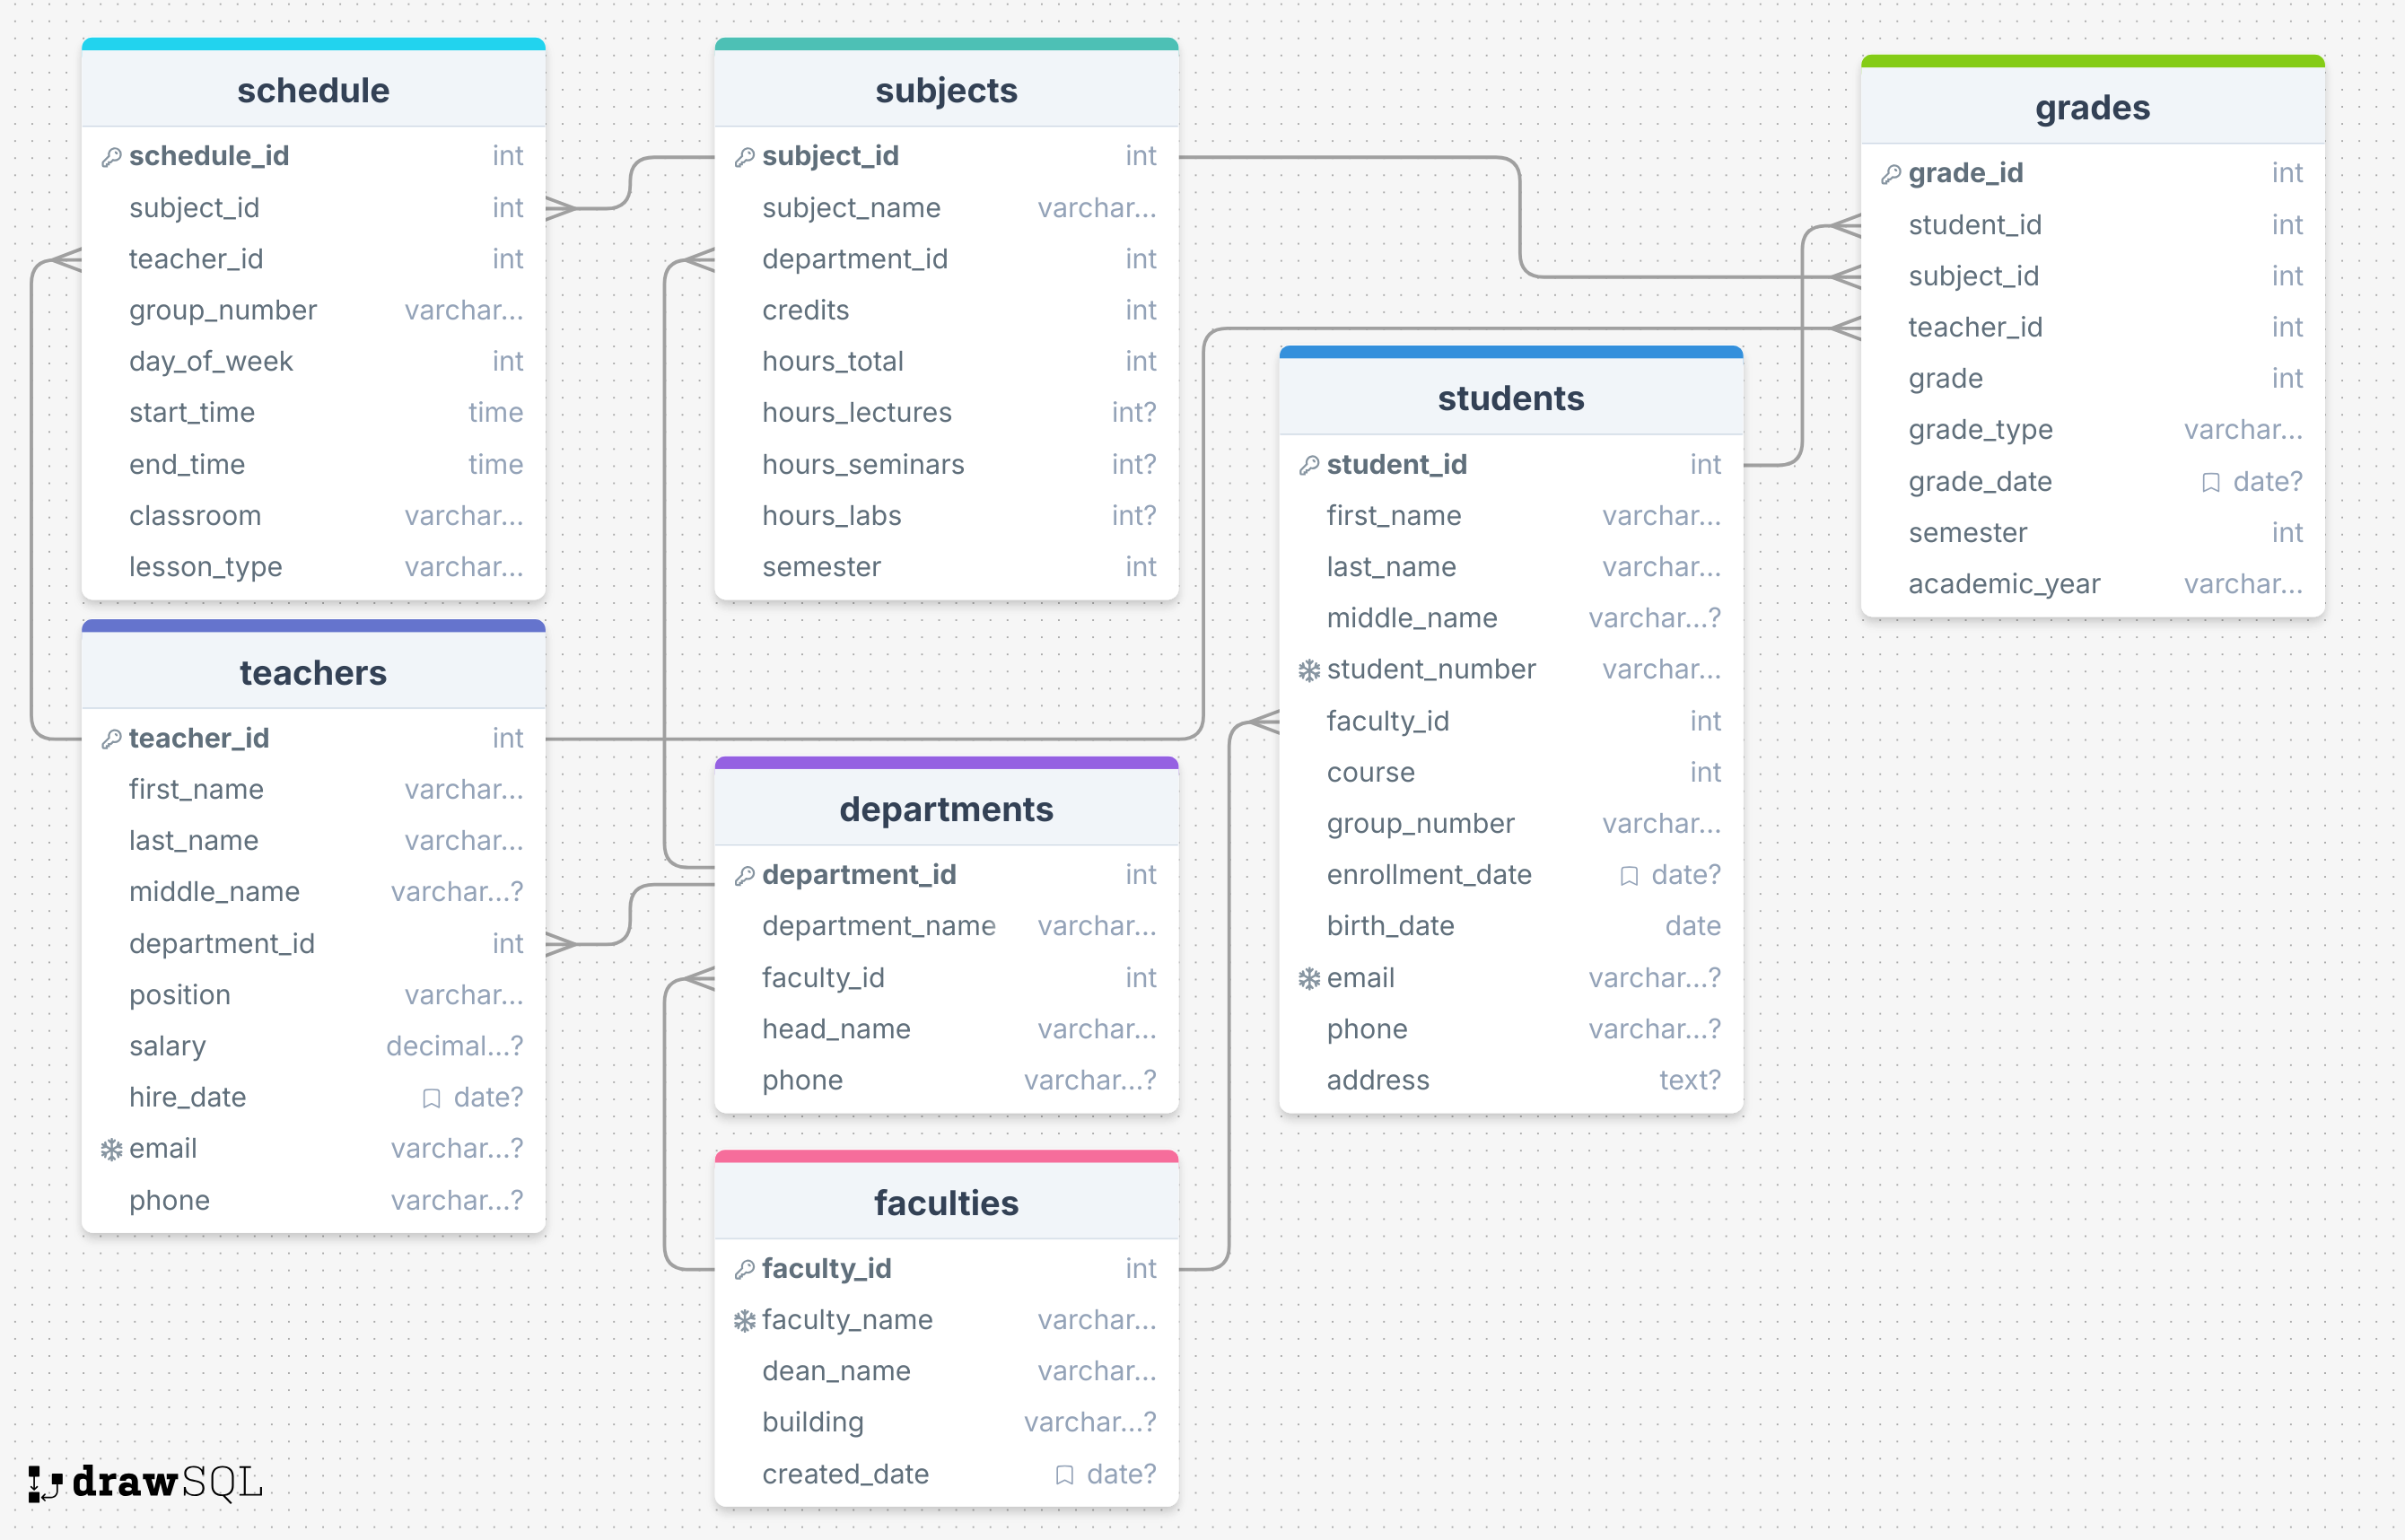 schedule
schedule_id int
subject_id int
teacher_id int
group_number varchar...
day_of_week int
start_time time
end_time time
classroom varchar...
lesson_type varchar...
subjects
subject_id int
subject_name varchar...
department_id int
credits int
hours_total int
hours_lectures int?
hours_seminars int?
hours_labs int?
semester int
grades
grade_id int
student_id int
subject_id int
teacher_id int
grade int
grade_type varchar...
grade_date date?
semester int
academic_year varchar...
students
student_id int
first_name varchar...
last_name varchar...
middle_name varchar...?
student_number varchar...
faculty_id int
course int
group_number varchar...
enrollment_date date?
birth_date date
email varchar...?
phone varchar...?
address text?
teachers
teacher_id int
first_name varchar...
last_name varchar...
middle_name varchar...?
department_id int
position varchar...
salary decimal...?
hire_date date?
email varchar...?
phone varchar...?
departments
department_id int
department_name varchar...
faculty_id int
head_name varchar...
phone varchar...?
faculties
faculty_id int
faculty_name varchar...
dean_name varchar...
building varchar...?
created_date date?
drawSQL